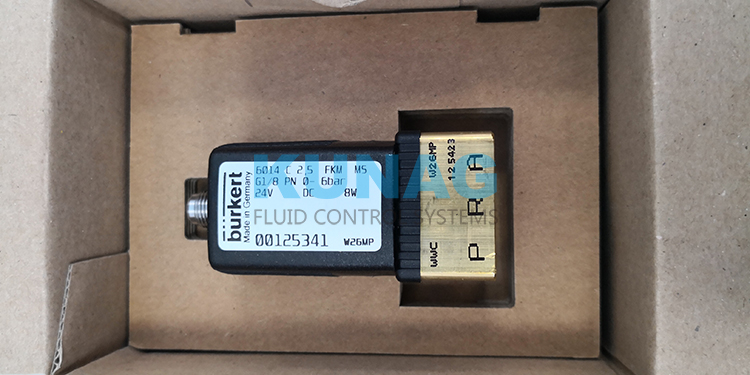 burkert
Made in Germany
6014 C 2,5 FKM MS
G1/8 PN 0- 6bar
24V DC 8W
00125341 W26MP
W26MP
125423
WWC
P R A
KUNAG
FLUID CONTROL SYSTEMS